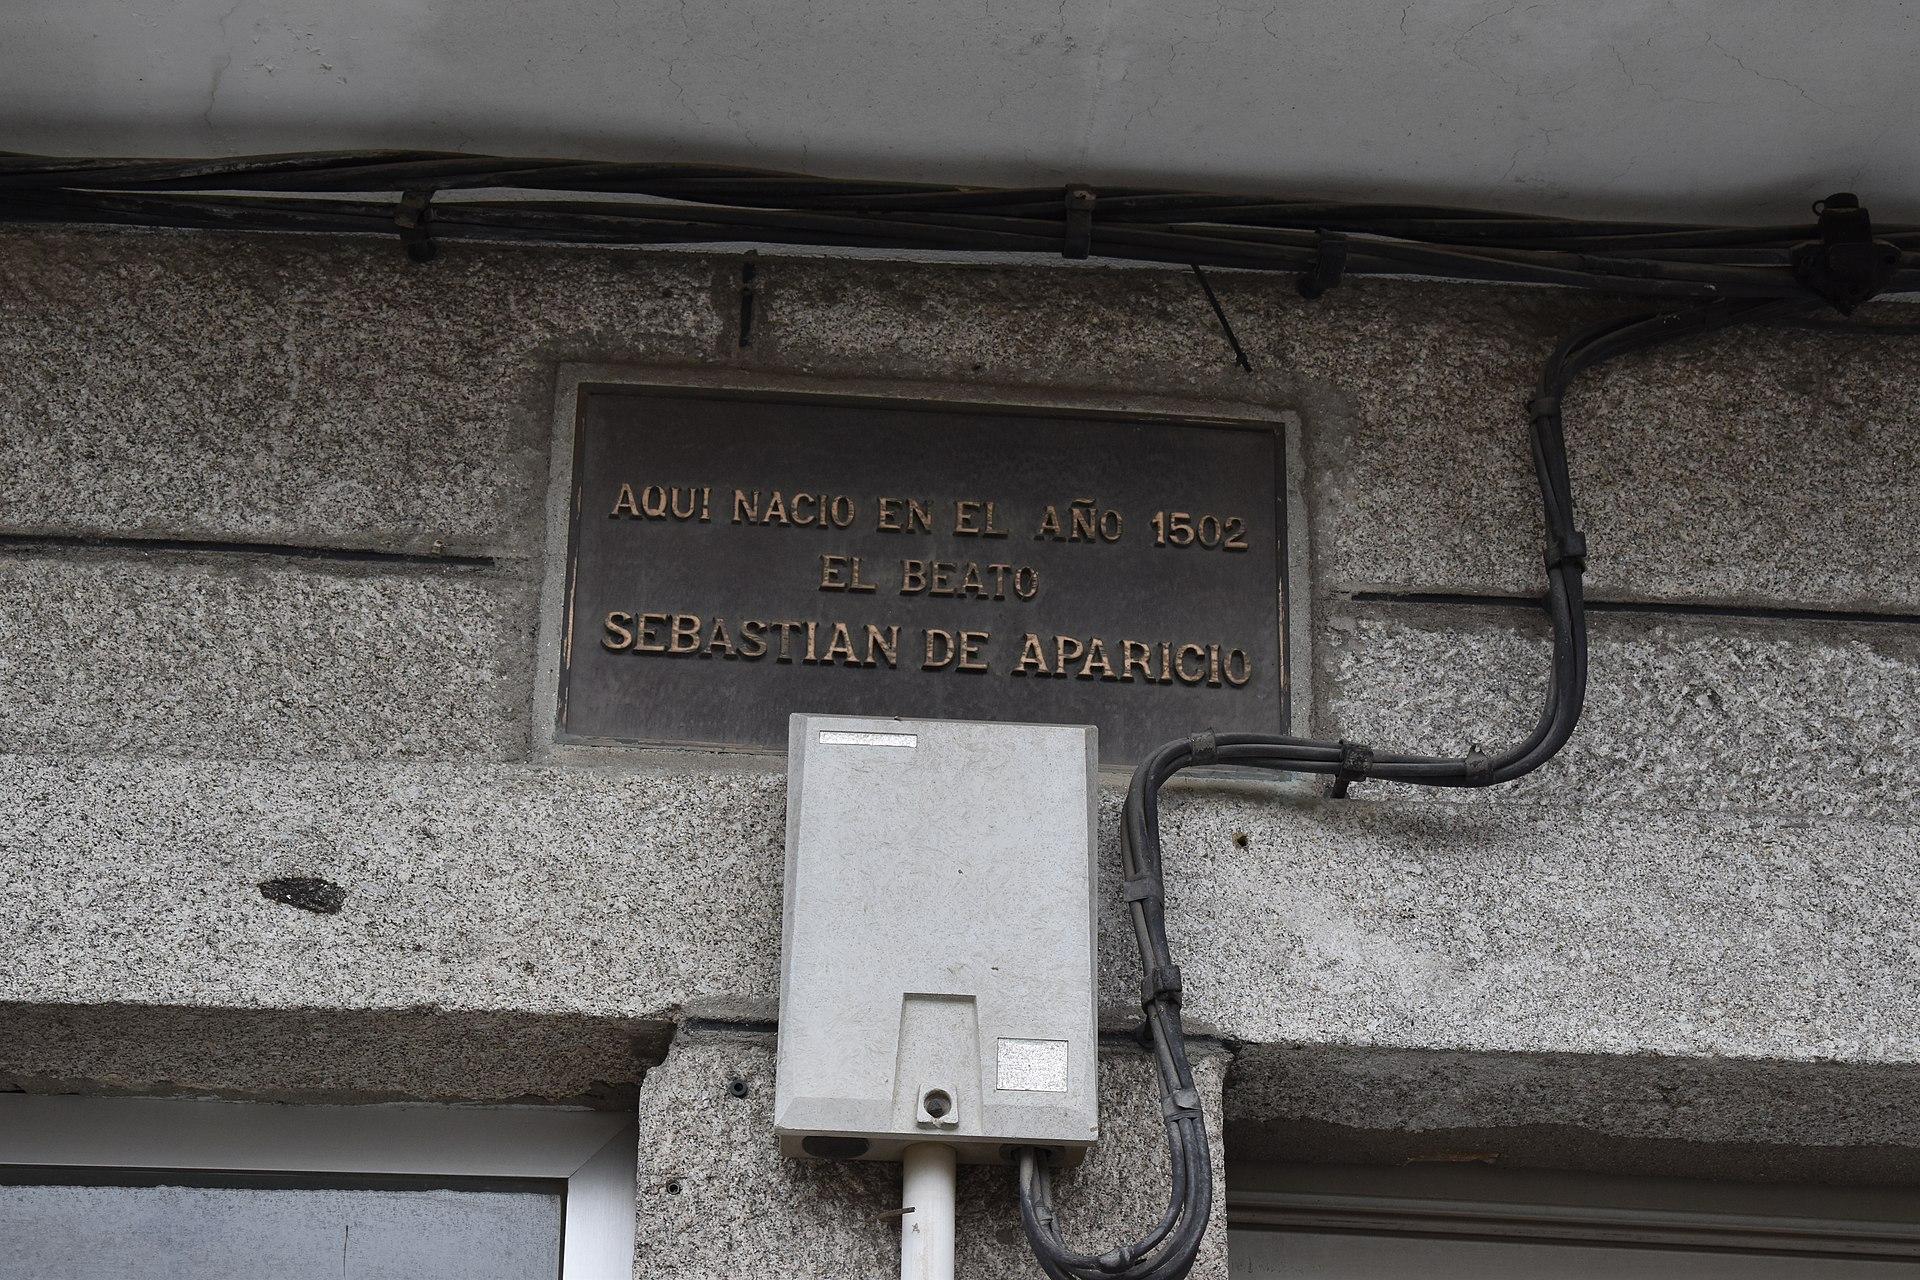 AQUI NACIO EN EL AÑO 1502
EL BEATO
SEBASTIAN DE APARICIO